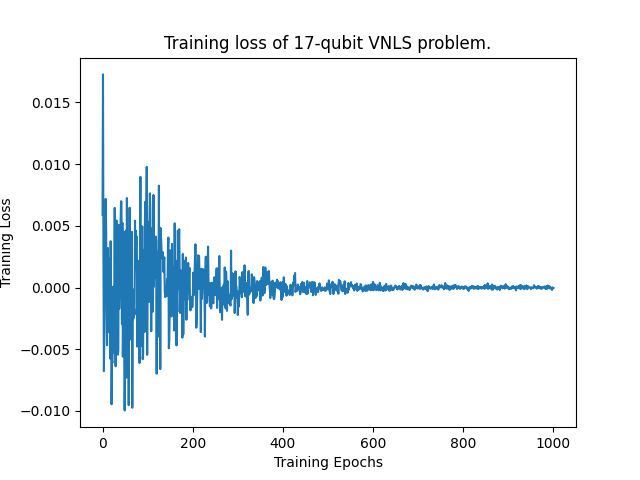 Training loss of 17-qubit VNLS problem.
0.015
0.010
0.005
0.000
−0.005
−0.010
Training Loss
0 200 400 600 800 1000
Training Epochs